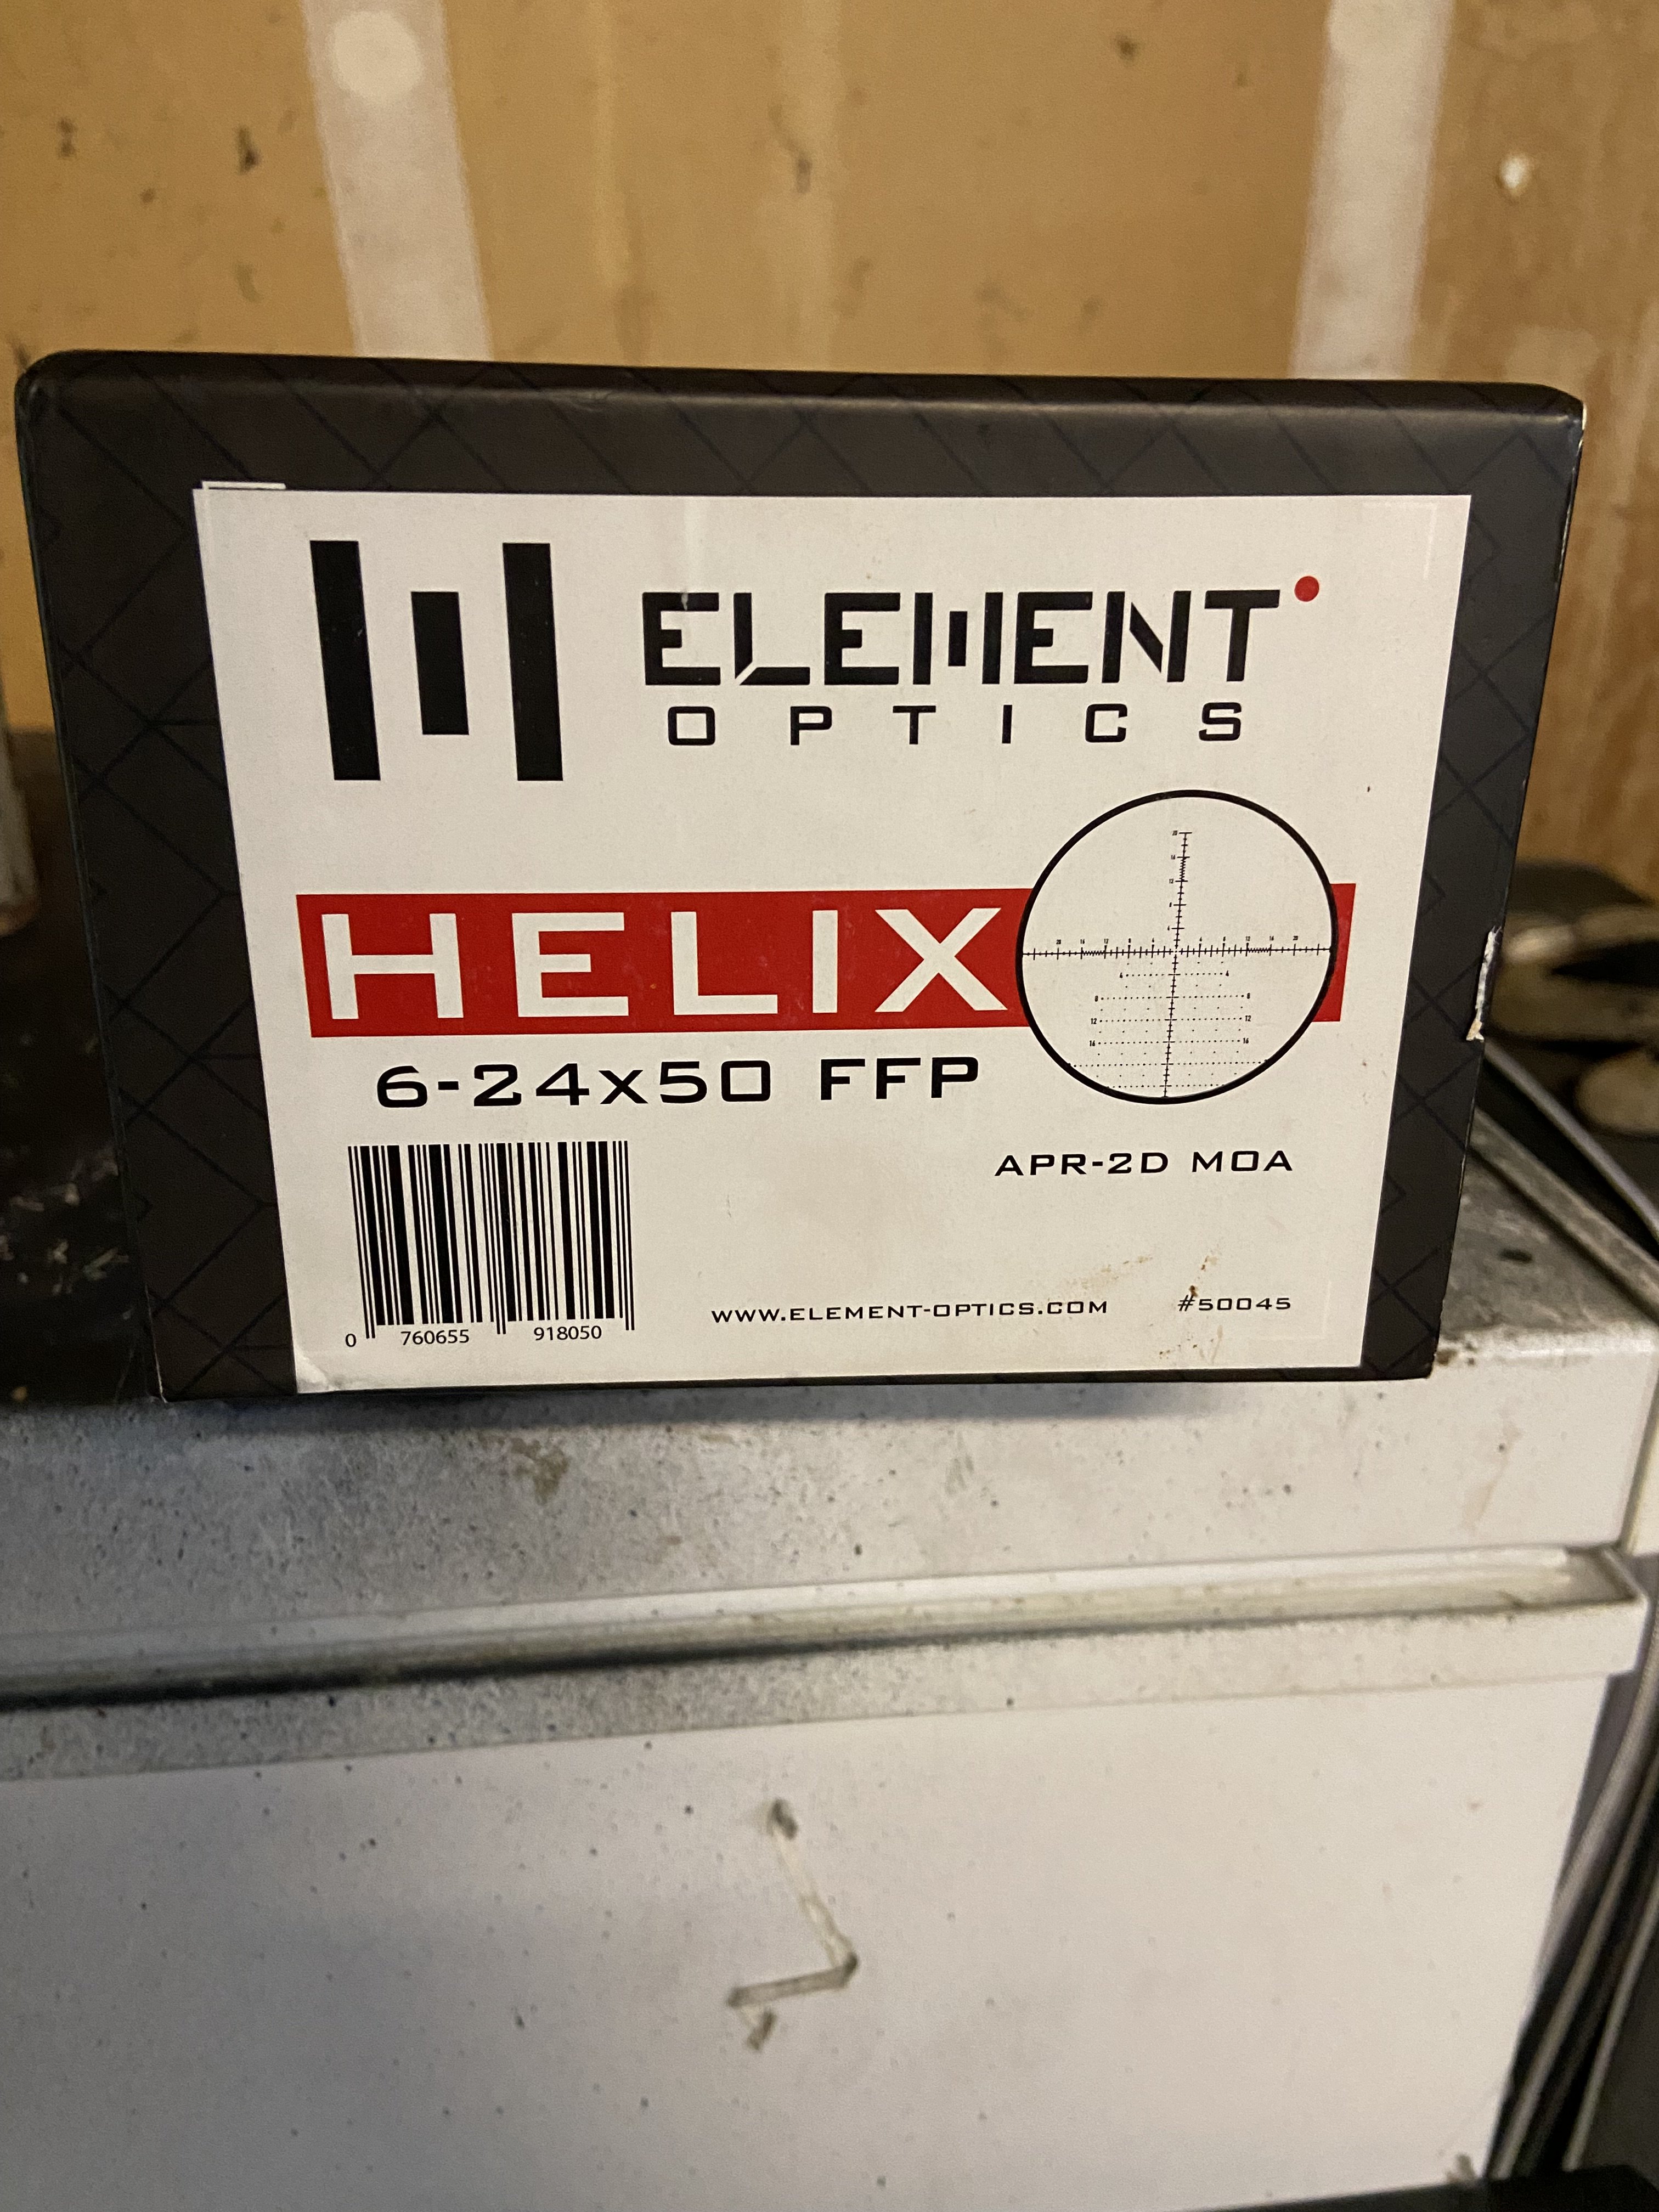 ELEMENT
OPTICS
HELIX
6-24x50 FFP
APR-2D MOA
WWW.ELEMENT-OPTICS.COM
#50045
0 760655 918050